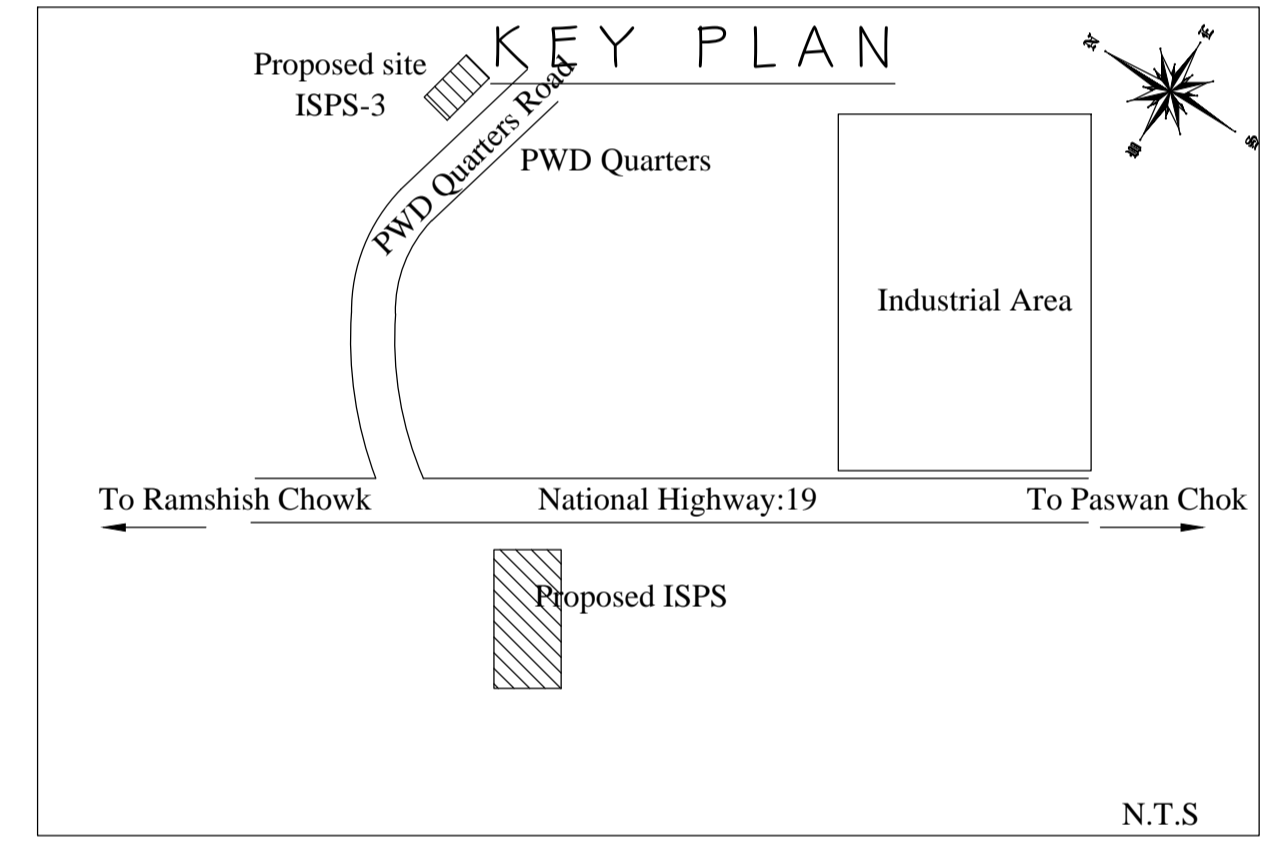 KEY PLAN
Proposed site
ISPS-3
PWD Quarters Road
PWD Quarters
N
E
W
S
Industrial Area
To Ramshish Chowk
National Highway:19
To Paswan Chok
Proposed ISPS
N.T.S